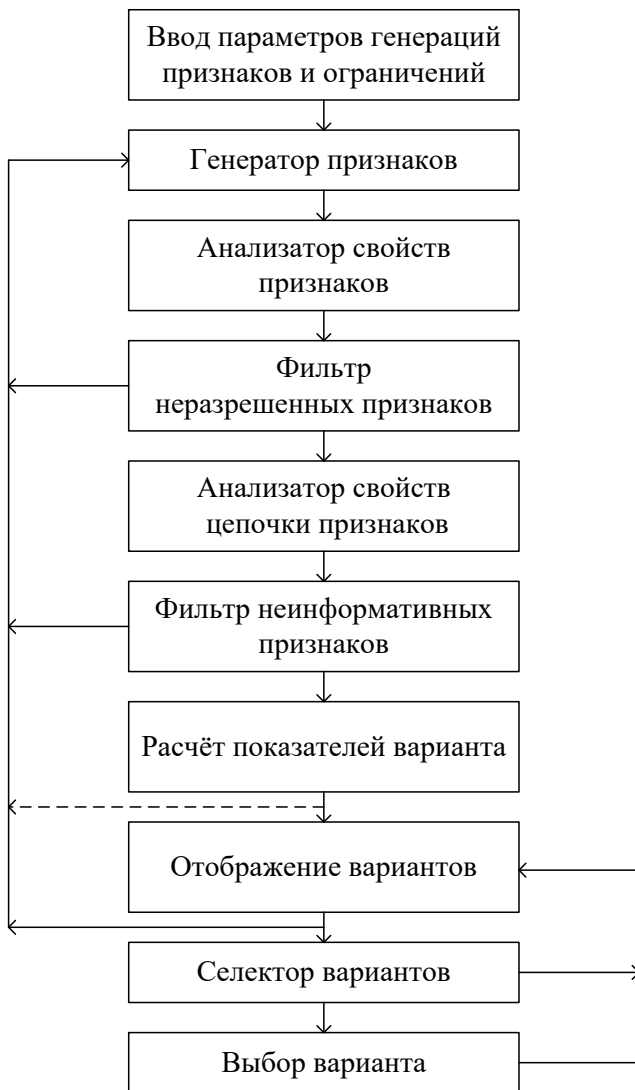 Ввод параметров генераций
признаков и ограничений
Генератор признаков
Анализатор свойств
признаков
Фильтр
неразрешенных признаков
Анализатор свойств
цепочки признаков
Фильтр неинформативных
признаков
Расчёт показателей варианта
Отображение вариантов
Селектор вариантов
Выбор варианта